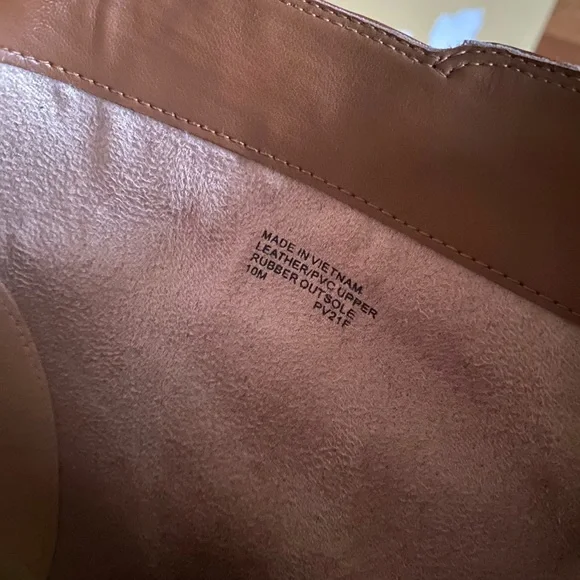 MADE IN VIETNAM
LEATHER/PVC UPPER
RUBBER OUTSOLE
10M PV21F